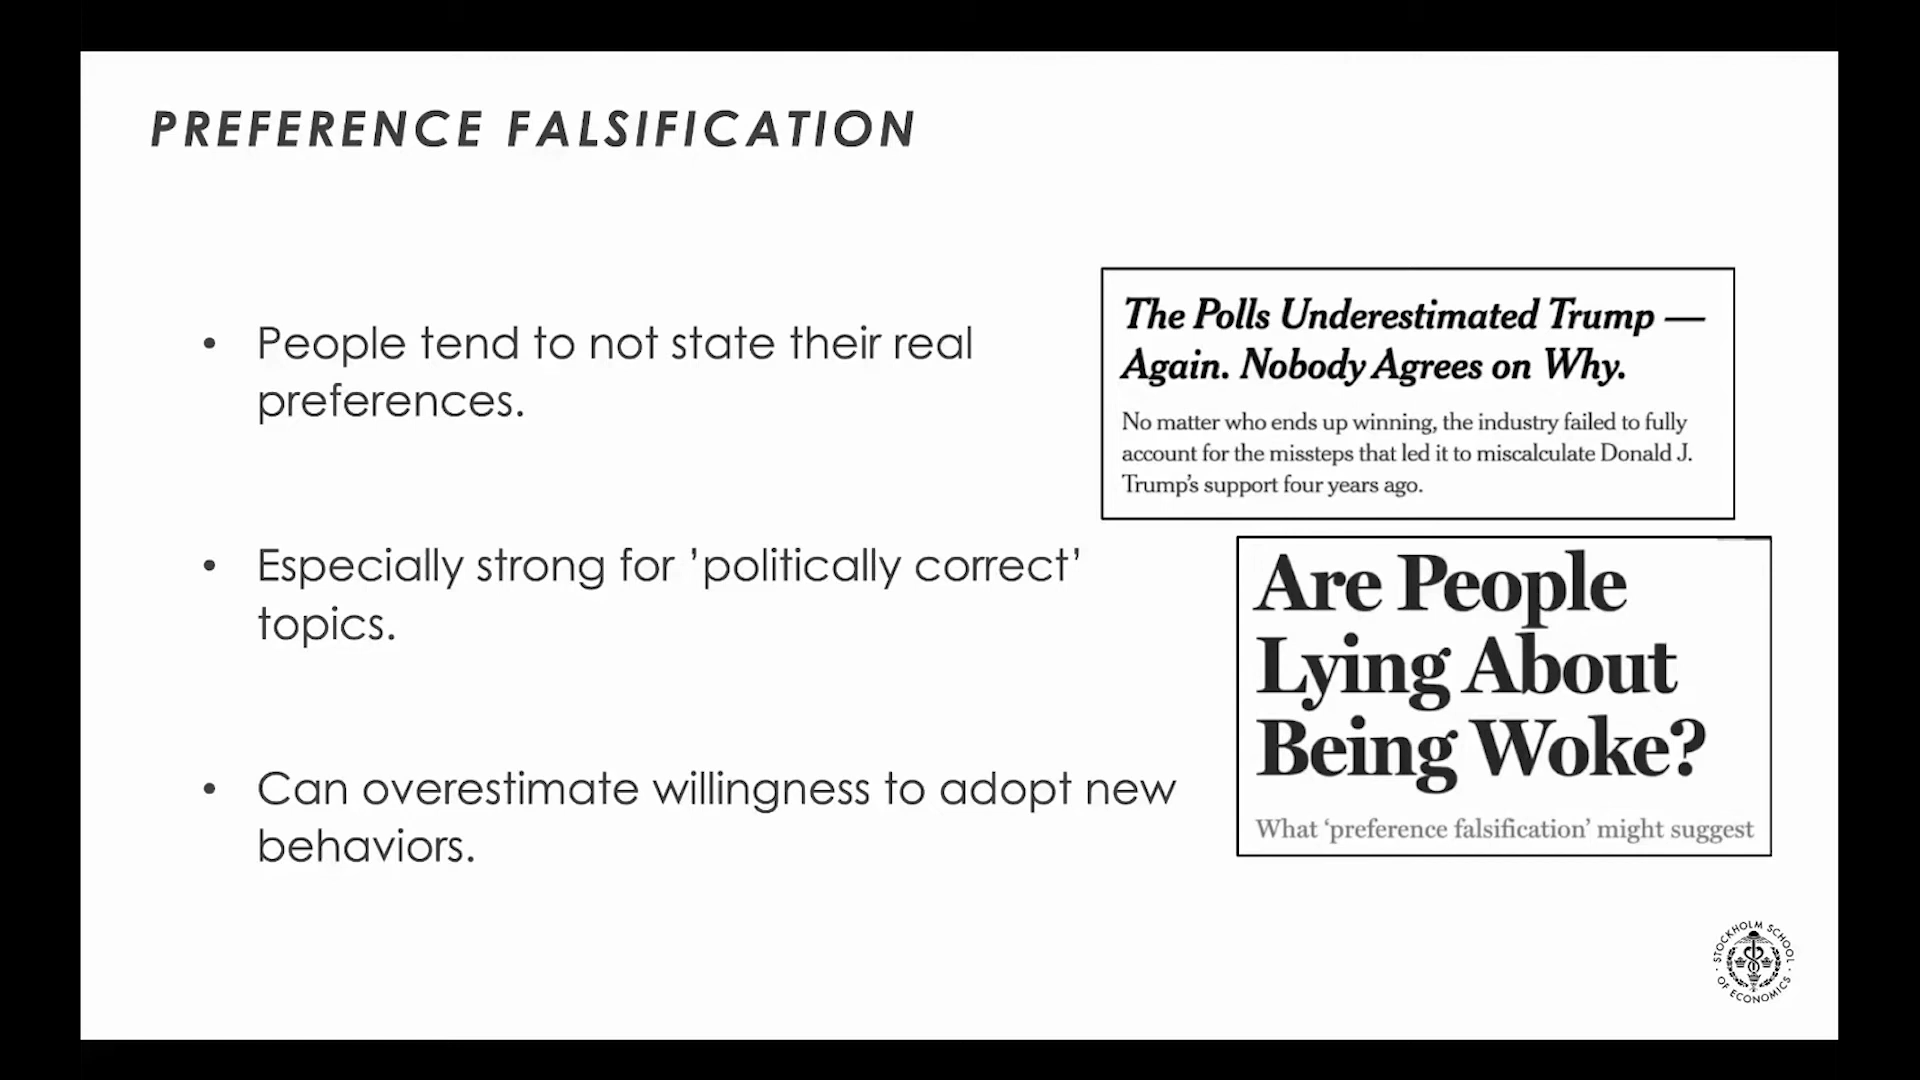 PREFERENCE FALSIFICATION
• People tend to not state their real
preferences.
• Especially strong for ’politically correct’
topics.
• Can overestimate willingness to adopt new
behaviors.
The Polls Underestimated Trump —
Again. Nobody Agrees on Why.
No matter who ends up winning, the industry failed to fully
account for the missteps that led it to miscalculate Donald J.
Trump’s support four years ago.
Are People
Lying About
Being Woke?
What ‘preference falsification’ might suggest
STOCKHOLM SCHOOL
OF ECONOMICS